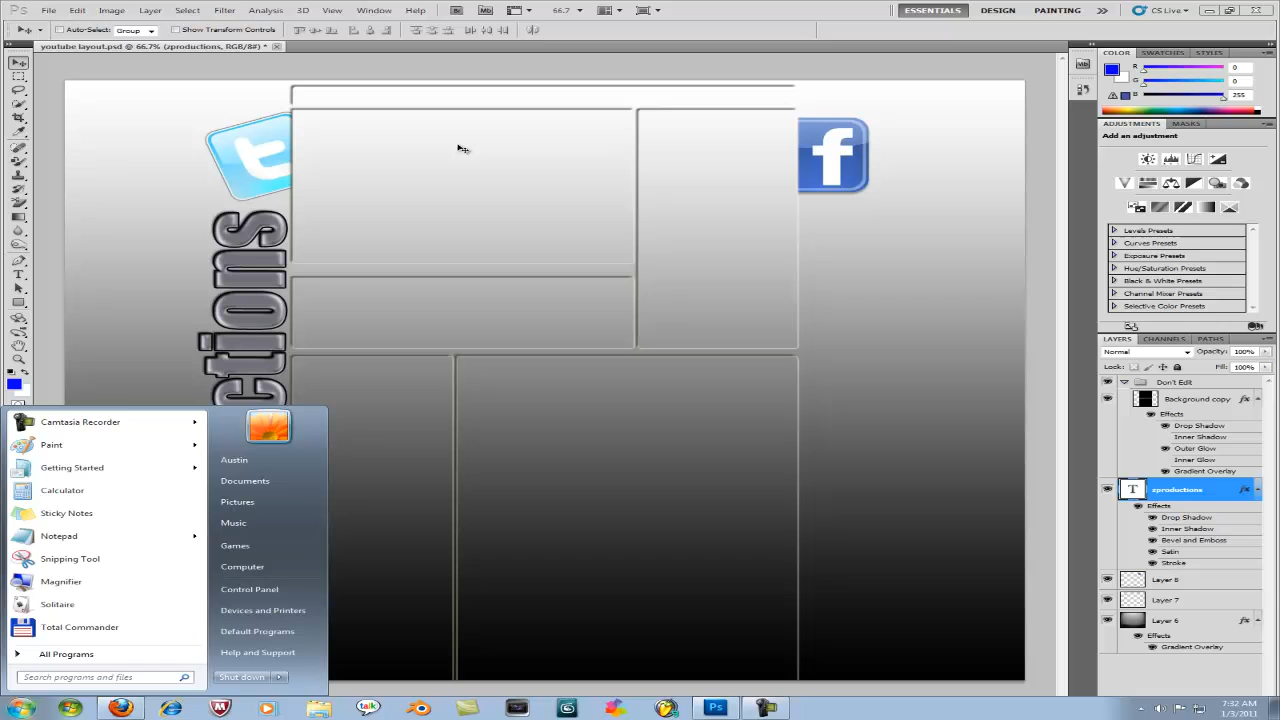 PS File Edit Image Layer Select Filter Analysis 3D View Window Help Br Mb 66.7 ESSENTIALS DESIGN PAINTING CS Live
Auto-Select: Group Show Transform Controls
youtube layout.psd @ 66.7% (zproductions, RGB/8#) *
COLOR SWATCHES STYLES
R 0
G 0
B 255
ADJUSTMENTS MASKS
Add an adjustment
Levels Presets
Curves Presets
Exposure Presets
Hue/Saturation Presets
Black & White Presets
Channel Mixer Presets
Selective Color Presets
LAYERS CHANNELS PATHS
Normal Opacity: 100%
Lock: Fill: 100%
Don't Edit
Background copy fx
Effects
Drop Shadow
Inner Shadow
Outer Glow
Inner Glow
Gradient Overlay
T zproductions fx
Effects
Drop Shadow
Inner Shadow
Bevel and Emboss
Satin
Stroke
Layer 8
Layer 7
Layer 6 fx
Effects
Gradient Overlay
t
f
ctions
Camtasia Recorder
Paint
Getting Started
Calculator
Sticky Notes
Notepad
Snipping Tool
Magnifier
Solitaire
Total Commander
All Programs
Search programs and files
Austin
Documents
Pictures
Music
Games
Computer
Control Panel
Devices and Printers
Default Programs
Help and Support
Shut down
talk
Ps
7:32 AM
1/3/2011